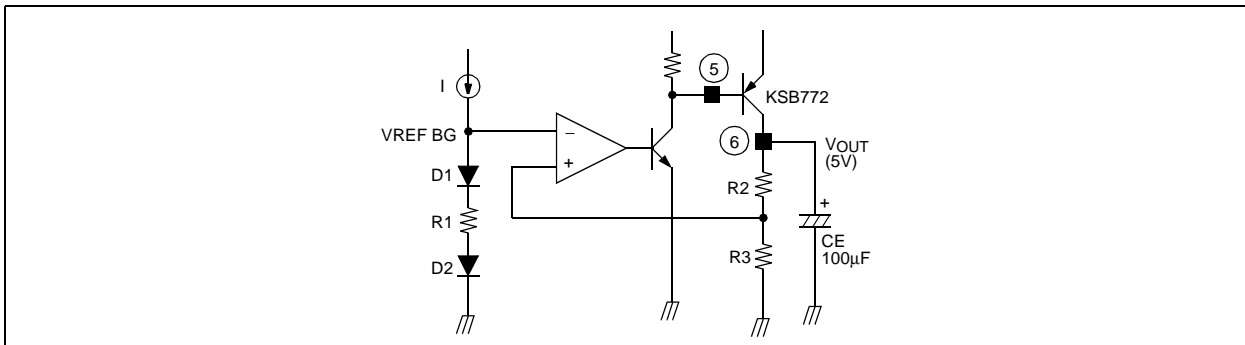 I
VREF BG
D1
R1
D2
−
+
5
KSB772
6
VOUT
(5V)
R2
R3
+
CE
100μF